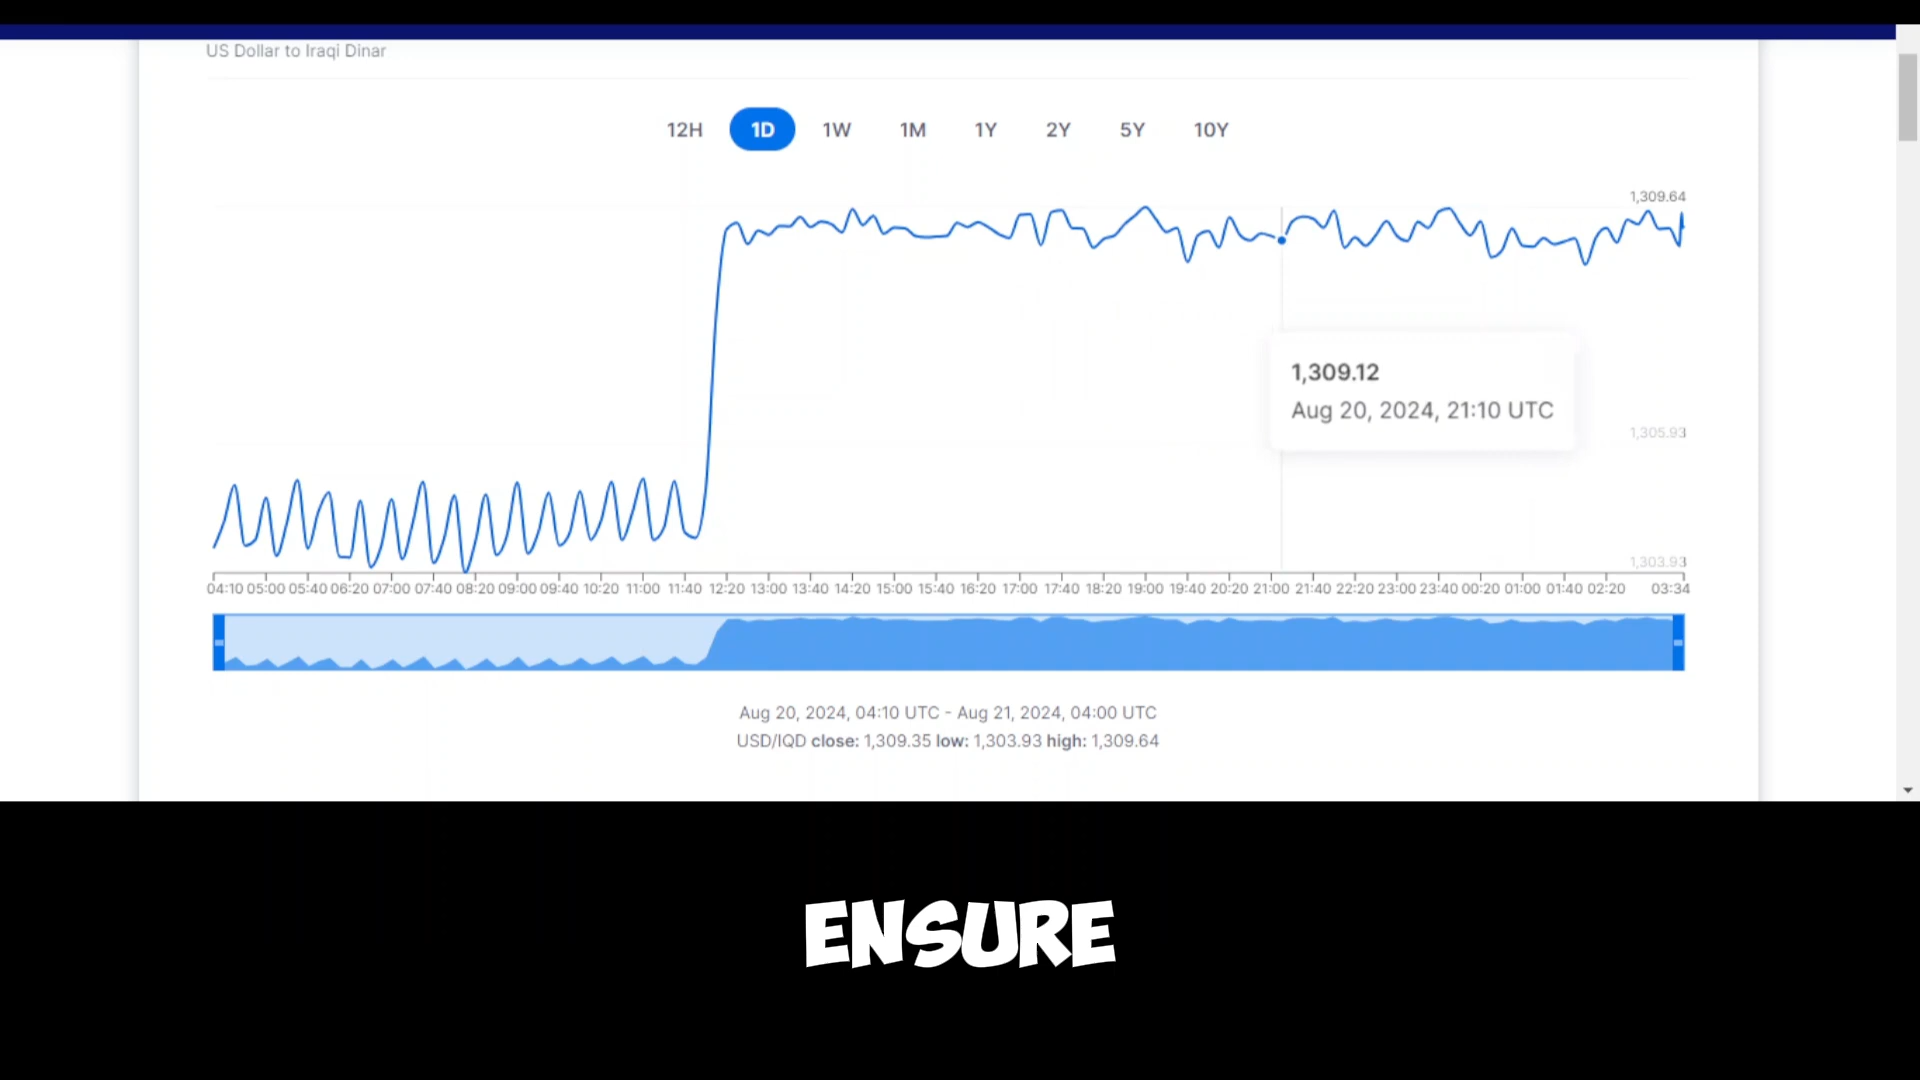 US Dollar to Iraqi Dinar
12H 1D 1W 1M 1Y 2Y 5Y 10Y
1,309.64
1,309.12
Aug 20, 2024, 21:10 UTC
1,305.93
1,303.93
04:10 05:00 05:40 06:20 07:00 07:40 08:20 09:00 09:40 10:20 11:00 11:40 12:20 13:00 13:40 14:20 15:00 15:40 16:20 17:00 17:40 18:20 19:00 19:40 20:20 21:00 21:40 22:20 23:00 23:40 00:20 01:00 01:40 02:20 03:34
Aug 20, 2024, 04:10 UTC - Aug 21, 2024, 04:00 UTC
USD/IQD close: 1,309.35 low: 1,303.93 high: 1,309.64
ENSURE